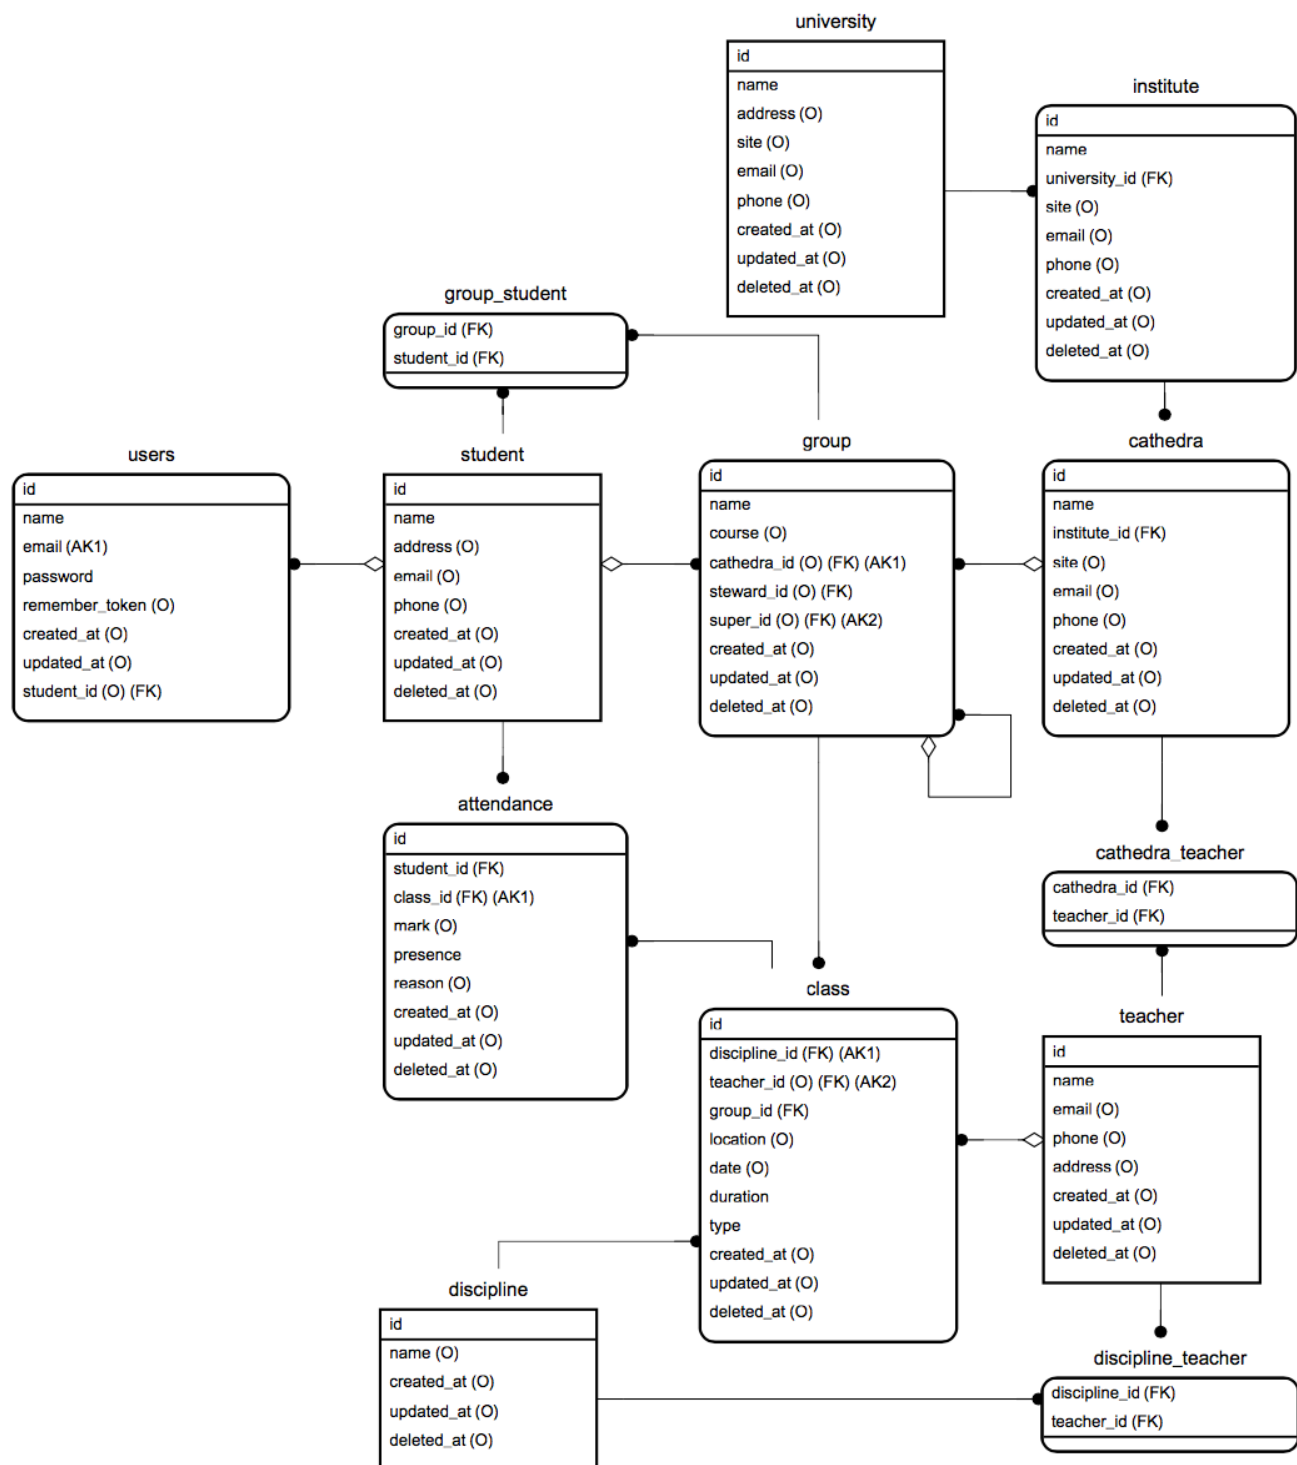 university
id
name
address (O)
site (O)
email (O)
phone (O)
created_at (O)
updated_at (O)
deleted_at (O)
institute
id
name
university_id (FK)
site (O)
email (O)
phone (O)
created_at (O)
updated_at (O)
deleted_at (O)
group_student
group_id (FK)
student_id (FK)
users
id
name
email (AK1)
password
remember_token (O)
created_at (O)
updated_at (O)
student_id (O) (FK)
student
id
name
address (O)
email (O)
phone (O)
created_at (O)
updated_at (O)
deleted_at (O)
group
id
name
course (O)
cathedra_id (O) (FK) (AK1)
steward_id (O) (FK)
super_id (O) (FK) (AK2)
created_at (O)
updated_at (O)
deleted_at (O)
cathedra
id
name
institute_id (FK)
site (O)
email (O)
phone (O)
created_at (O)
updated_at (O)
deleted_at (O)
attendance
id
student_id (FK)
class_id (FK) (AK1)
mark (O)
presence
reason (O)
created_at (O)
updated_at (O)
deleted_at (O)
cathedra_teacher
cathedra_id (FK)
teacher_id (FK)
class
id
discipline_id (FK) (AK1)
teacher_id (O) (FK) (AK2)
group_id (FK)
location (O)
date (O)
duration
type
created_at (O)
updated_at (O)
deleted_at (O)
teacher
id
name
email (O)
phone (O)
address (O)
created_at (O)
updated_at (O)
deleted_at (O)
discipline
id
name (O)
created_at (O)
updated_at (O)
deleted_at (O)
discipline_teacher
discipline_id (FK)
teacher_id (FK)